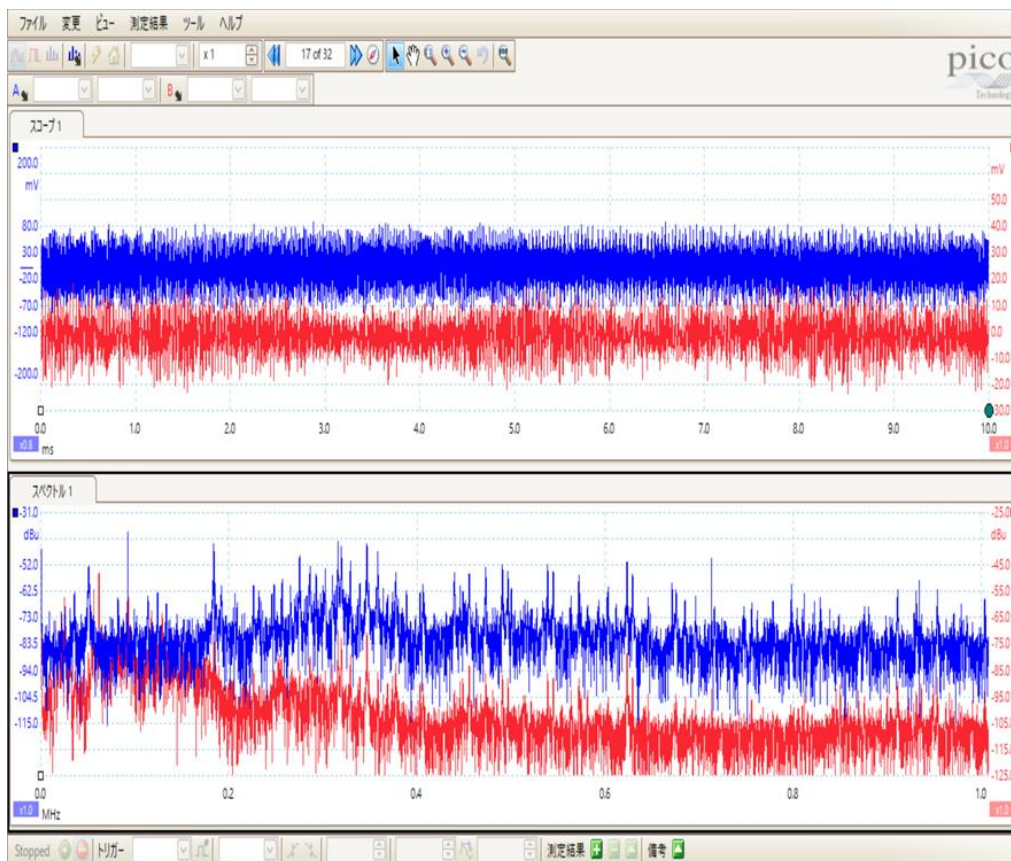 ファイル 変更 ビュー 測定結果 ツール ヘルプ
x 1 17 of 32
pico
Technology
A B
スコープ 1
200.0 mV
mV
50.0
80.0 40.0
30.0 30.0
-20.0 20.0
-70.0 10.0
-120.0 0.0
-10.0
-200.0 -20.0
-30.0
0.0 1.0 2.0 3.0 4.0 5.0 6.0 7.0 8.0 9.0 10.0
x0.8 ms x1.0
スペクトル 1
-31.0 -25.0
dBu dBu
-52.0 -45.0
-62.5 -55.0
-73.0 -65.0
-83.5 -75.0
-94.0 -85.0
-104.5 -95.0
-115.0 -105.0
-115.0
-125.0
0.0 0.2 0.4 0.6 0.8 1.0
x1.0 MHz x1.0
Stopped トリガー 測定結果 備考